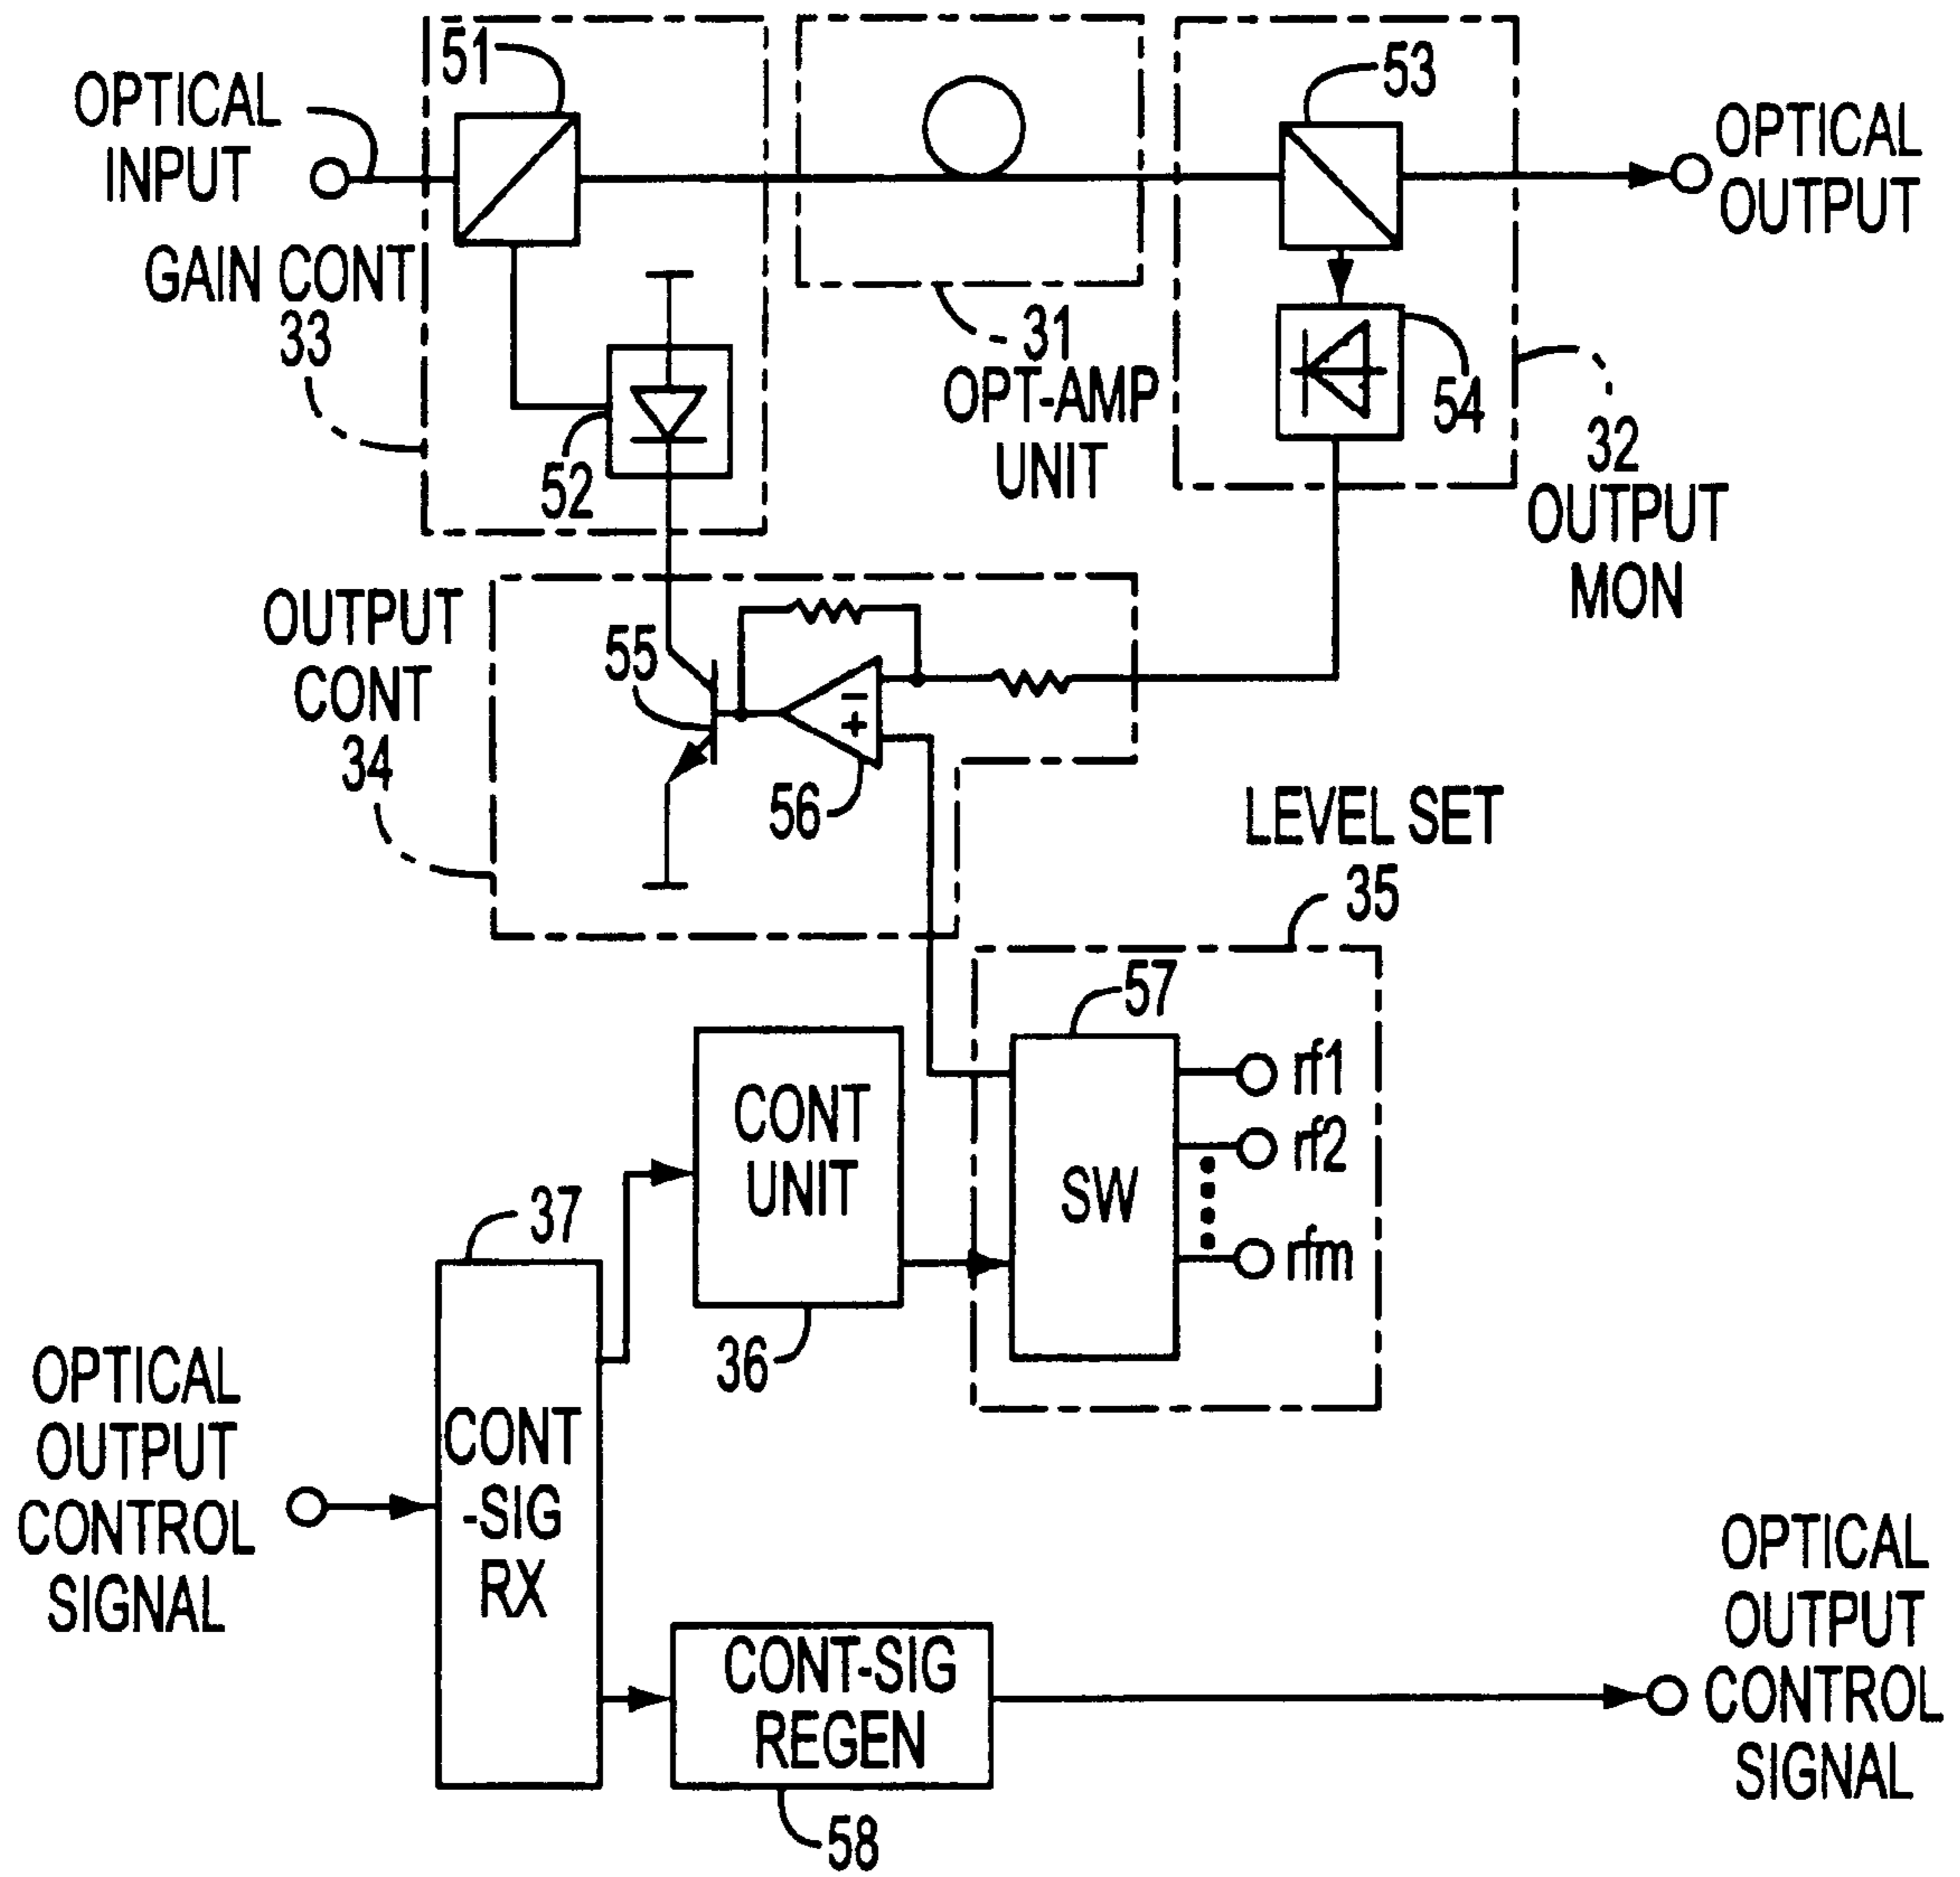 51
OPTICAL
INPUT
53
OPTICAL
OUTPUT
GAIN CONT
33
31
OPT-AMP
UNIT
52
54
32
OUTPUT
MON
OUTPUT
CONT
34
55
−
+
56
LEVEL SET
35
57
CONT
UNIT
36
SW
rf1
rf2
rfm
37
OPTICAL
OUTPUT
CONTROL
SIGNAL
CONT
-SIG
RX
CONT-SIG
REGEN
58
OPTICAL
OUTPUT
CONTROL
SIGNAL